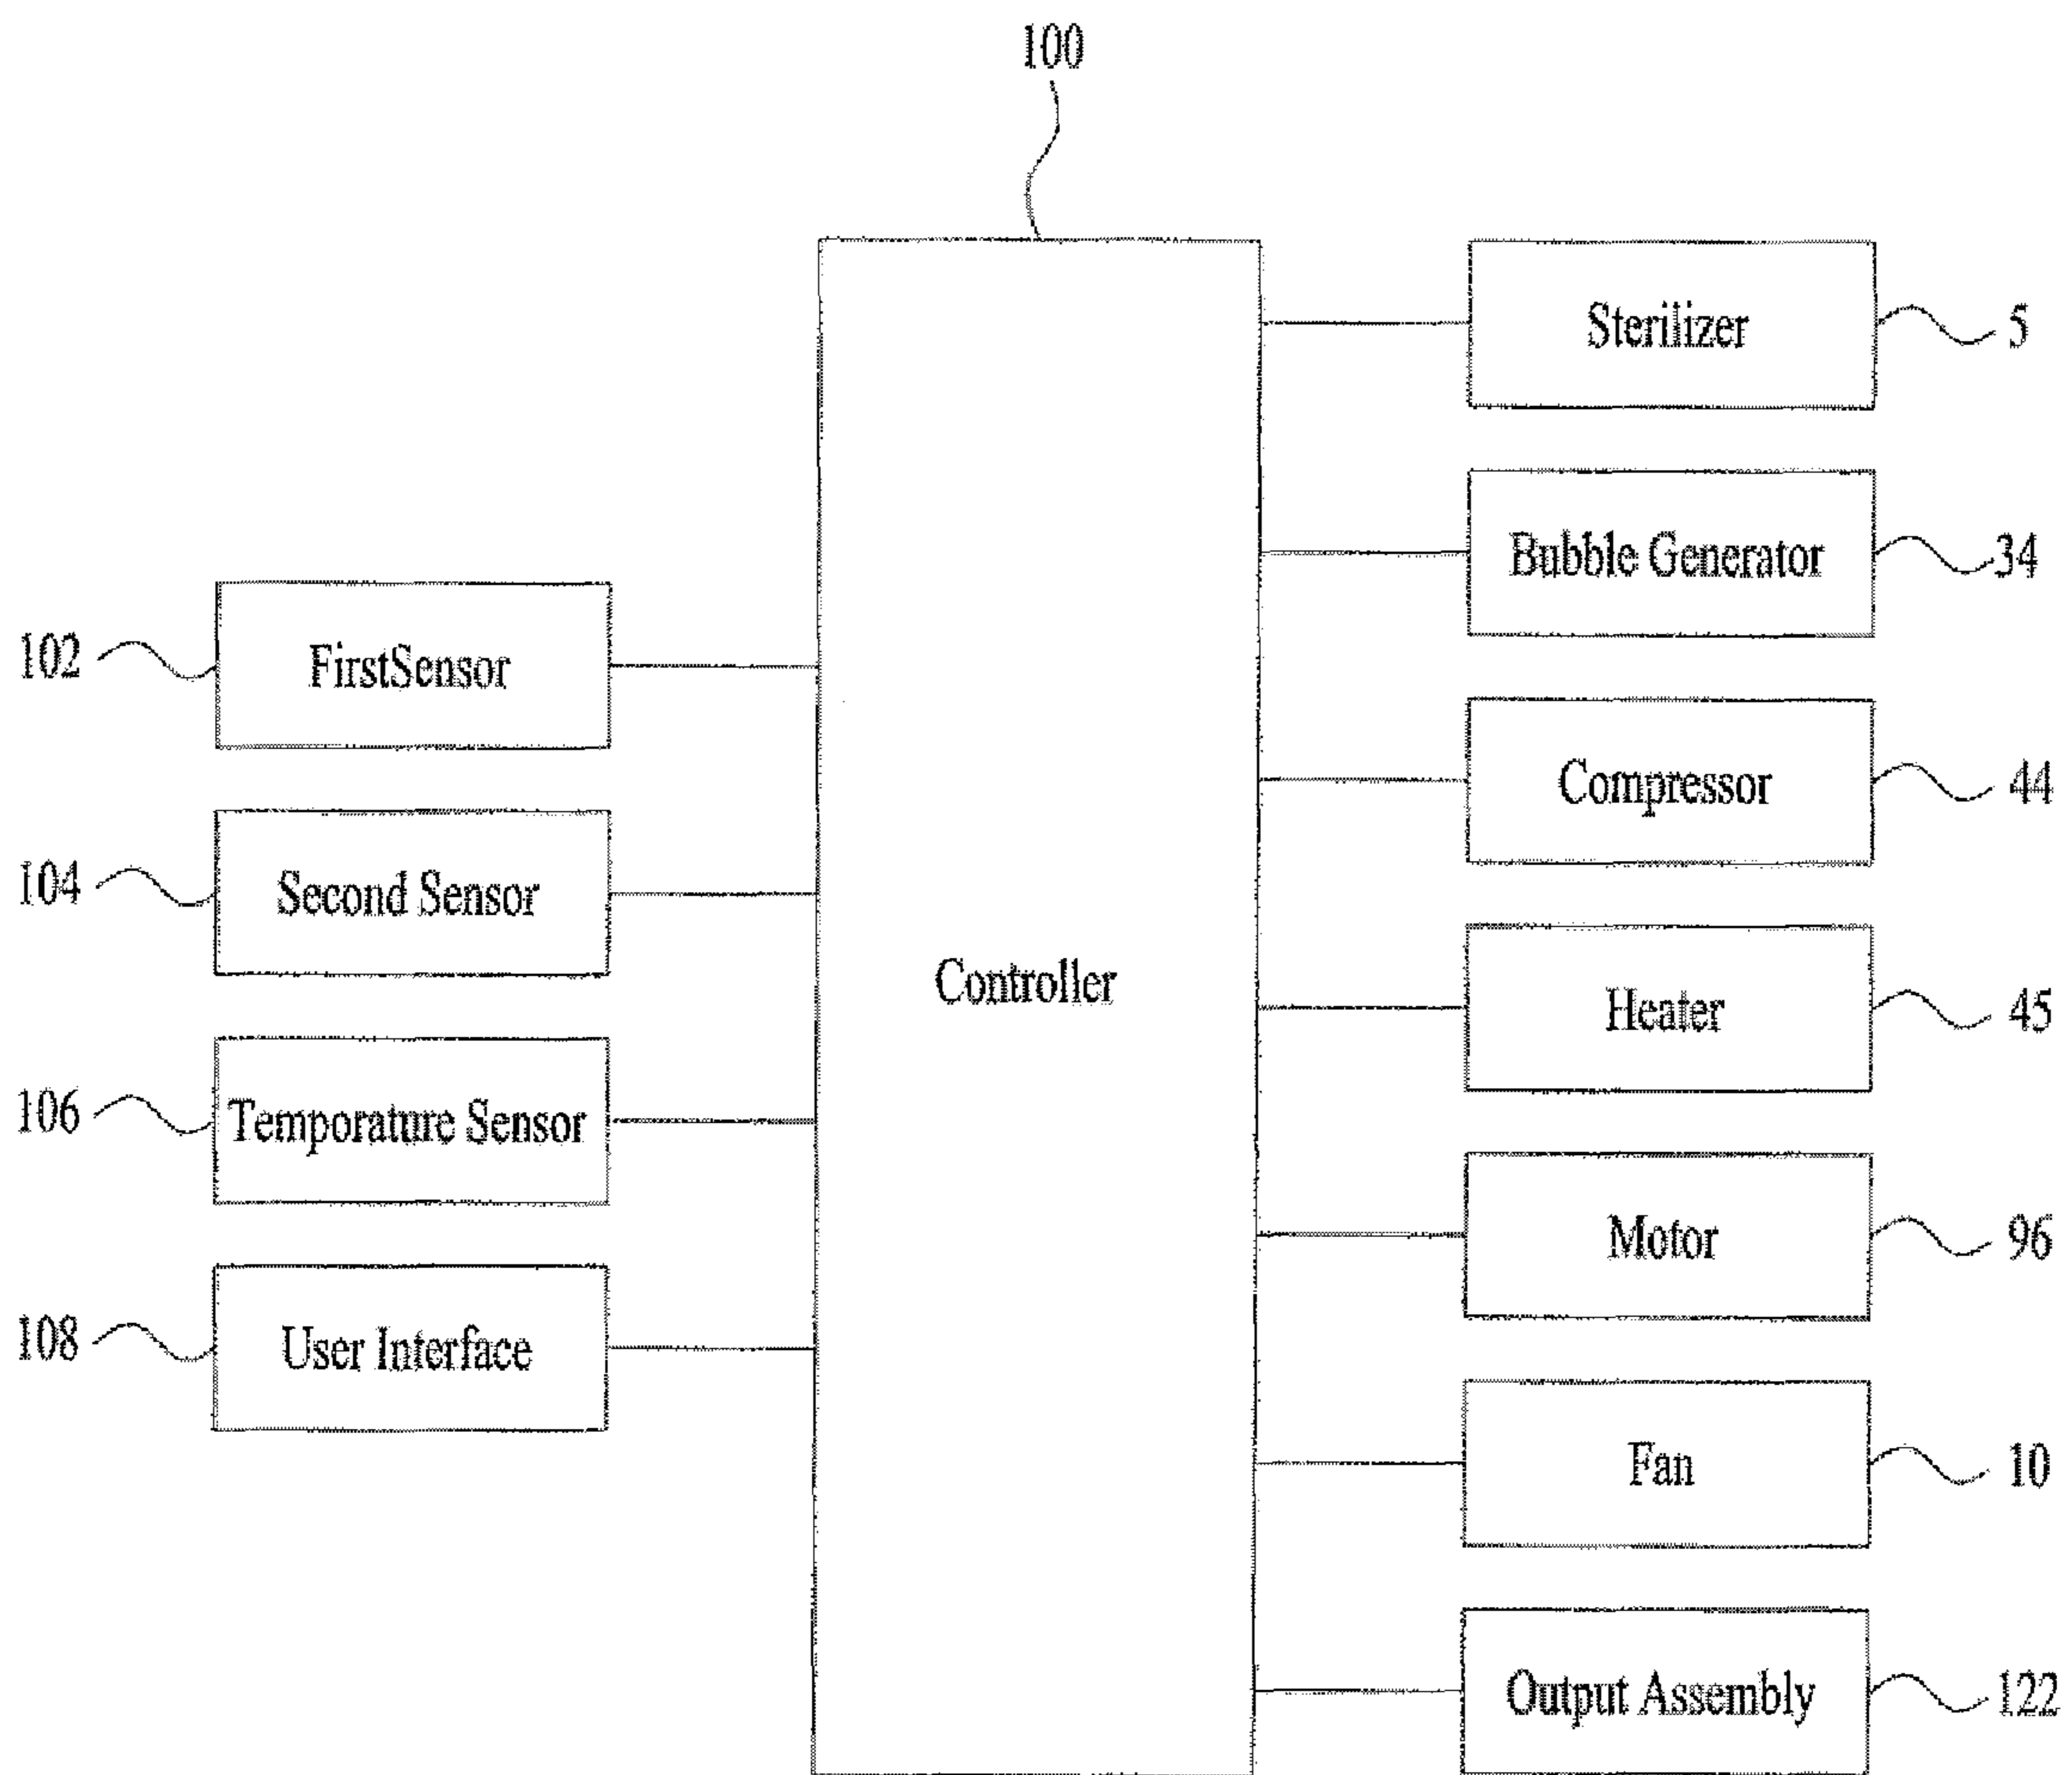 100
Sterilizer
5
Bubble Generator
34
102
FirstSensor
Compressor
44
104
Second Sensor
Controller
Heater
45
106
Temporature Sensor
Motor
96
108
User Interface
Fan
10
Output Assembly
122